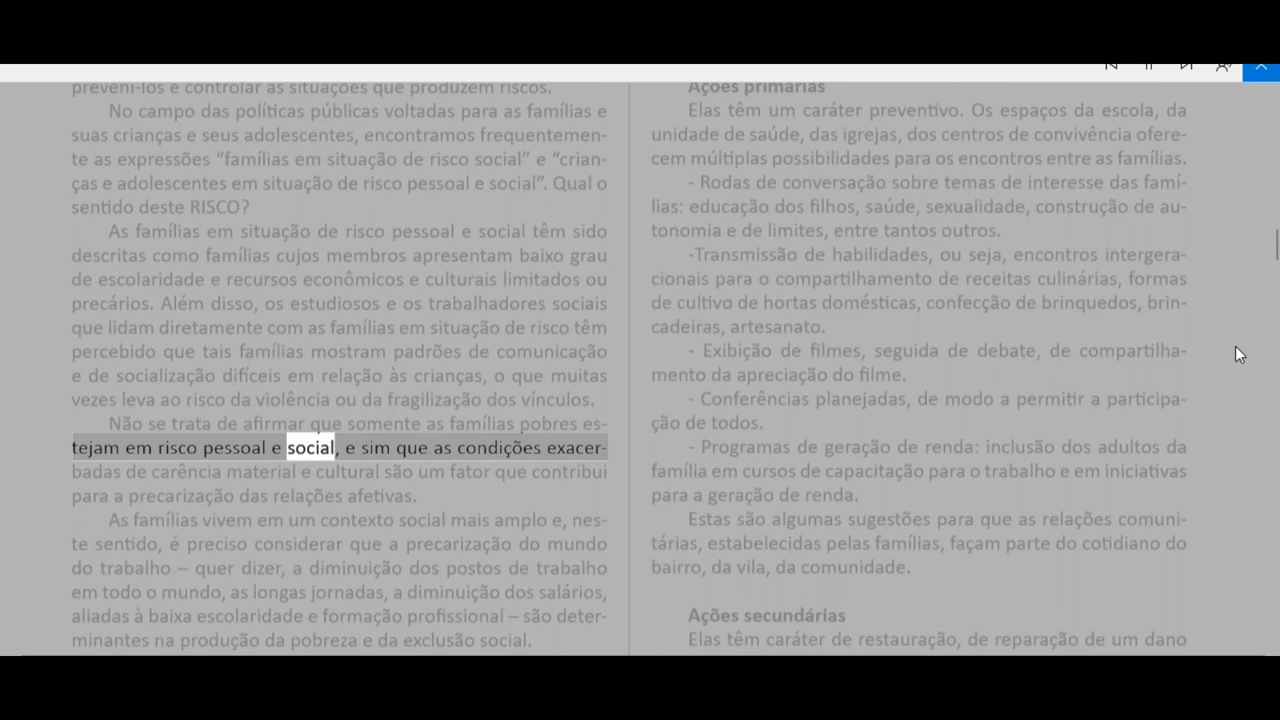 preveni-los e controlar as situações que produzem riscos.
No campo das políticas públicas voltadas para as famílias e
suas crianças e seus adolescentes, encontramos frequentemen-
te as expressões “famílias em situação de risco social” e “crian-
ças e adolescentes em situação de risco pessoal e social”. Qual o
sentido deste RISCO?
As famílias em situação de risco pessoal e social têm sido
descritas como famílias cujos membros apresentam baixo grau
de escolaridade e recursos econômicos e culturais limitados ou
precários. Além disso, os estudiosos e os trabalhadores sociais
que lidam diretamente com as famílias em situação de risco têm
percebido que tais famílias mostram padrões de comunicação
e de socialização difíceis em relação às crianças, o que muitas
vezes leva ao risco da violência ou da fragilização dos vínculos.
Não se trata de afirmar que somente as famílias pobres es-
tejam em risco pessoal e social, e sim que as condições exacer-
badas de carência material e cultural são um fator que contribui
para a precarização das relações afetivas.
As famílias vivem em um contexto social mais amplo e, nes-
te sentido, é preciso considerar que a precarização do mundo
do trabalho – quer dizer, a diminuição dos postos de trabalho
em todo o mundo, as longas jornadas, a diminuição dos salários,
aliadas à baixa escolaridade e formação profissional – são deter-
minantes na produção da pobreza e da exclusão social.
Ações primárias
Elas têm um caráter preventivo. Os espaços da escola, da
unidade de saúde, das igrejas, dos centros de convivência ofere-
cem múltiplas possibilidades para os encontros entre as famílias.
- Rodas de conversação sobre temas de interesse das famí-
lias: educação dos filhos, saúde, sexualidade, construção de au-
tonomia e de limites, entre tantos outros.
-Transmissão de habilidades, ou seja, encontros intergera-
cionais para o compartilhamento de receitas culinárias, formas
de cultivo de hortas domésticas, confecção de brinquedos, brin-
cadeiras, artesanato.
- Exibição de filmes, seguida de debate, de compartilha-
mento da apreciação do filme.
- Conferências planejadas, de modo a permitir a participa-
ção de todos.
- Programas de geração de renda: inclusão dos adultos da
família em cursos de capacitação para o trabalho e em iniciativas
para a geração de renda.
Estas são algumas sugestões para que as relações comuni-
tárias, estabelecidas pelas famílias, façam parte do cotidiano do
bairro, da vila, da comunidade.
Ações secundárias
Elas têm caráter de restauração, de reparação de um dano